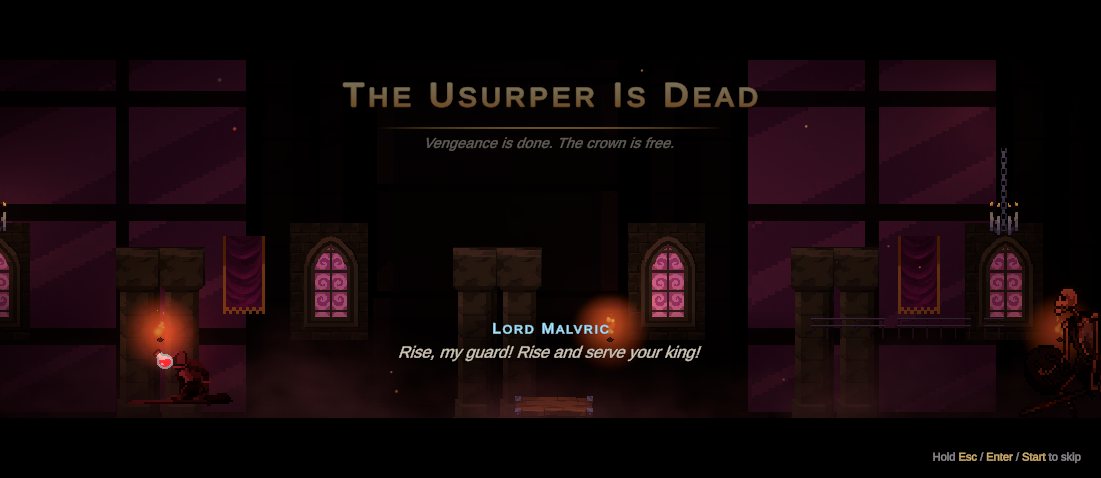 The Usurper Is Dead
Vengeance is done. The crown is free.
Lord Malvric
Rise, my guard! Rise and serve your king!
Hold Esc / Enter / Start to skip